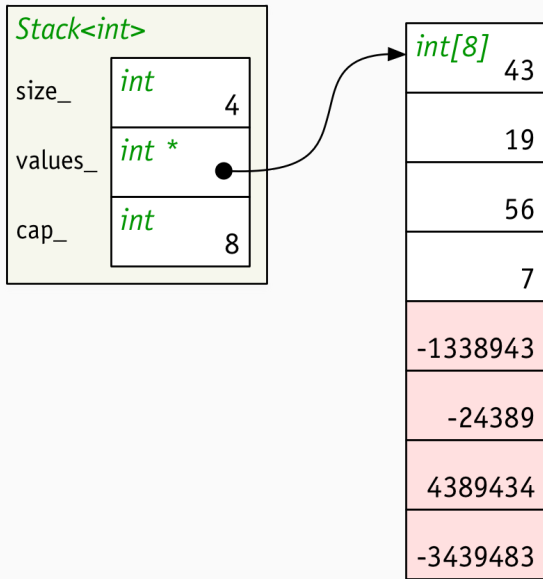 Stack<int>
size_ int 4
values_ int *
cap_ int 8
int[8]
43
19
56
7
-1338943
-24389
4389434
-3439483